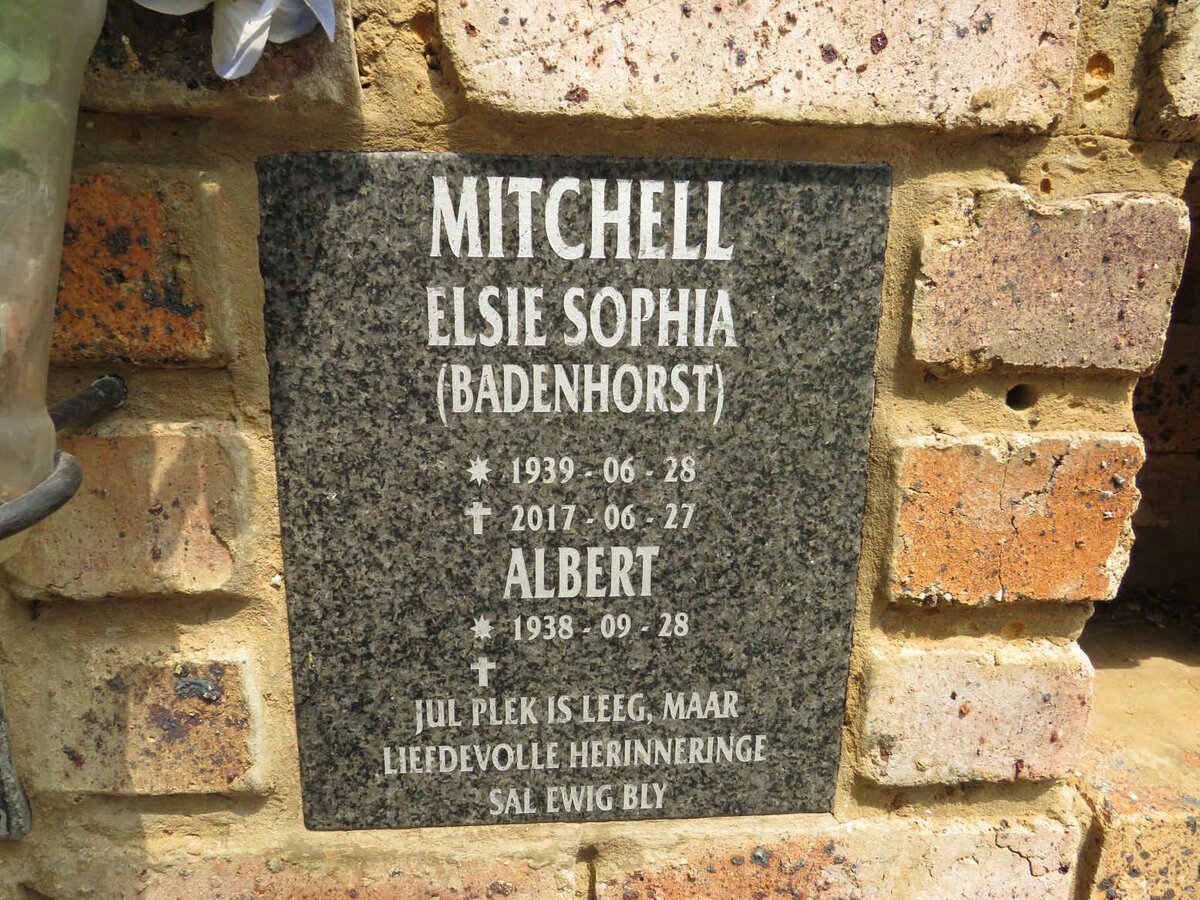 MITCHELL
ELSIE SOPHIA
(BADENHORST)
1939 - 06 - 28
2017 - 06 - 27
ALBERT
1938 - 09 - 28
JUL PLEK IS LEEG, MAAR
LIEFDEVOLLE HERINNERINGE
SAL EWIG BLY